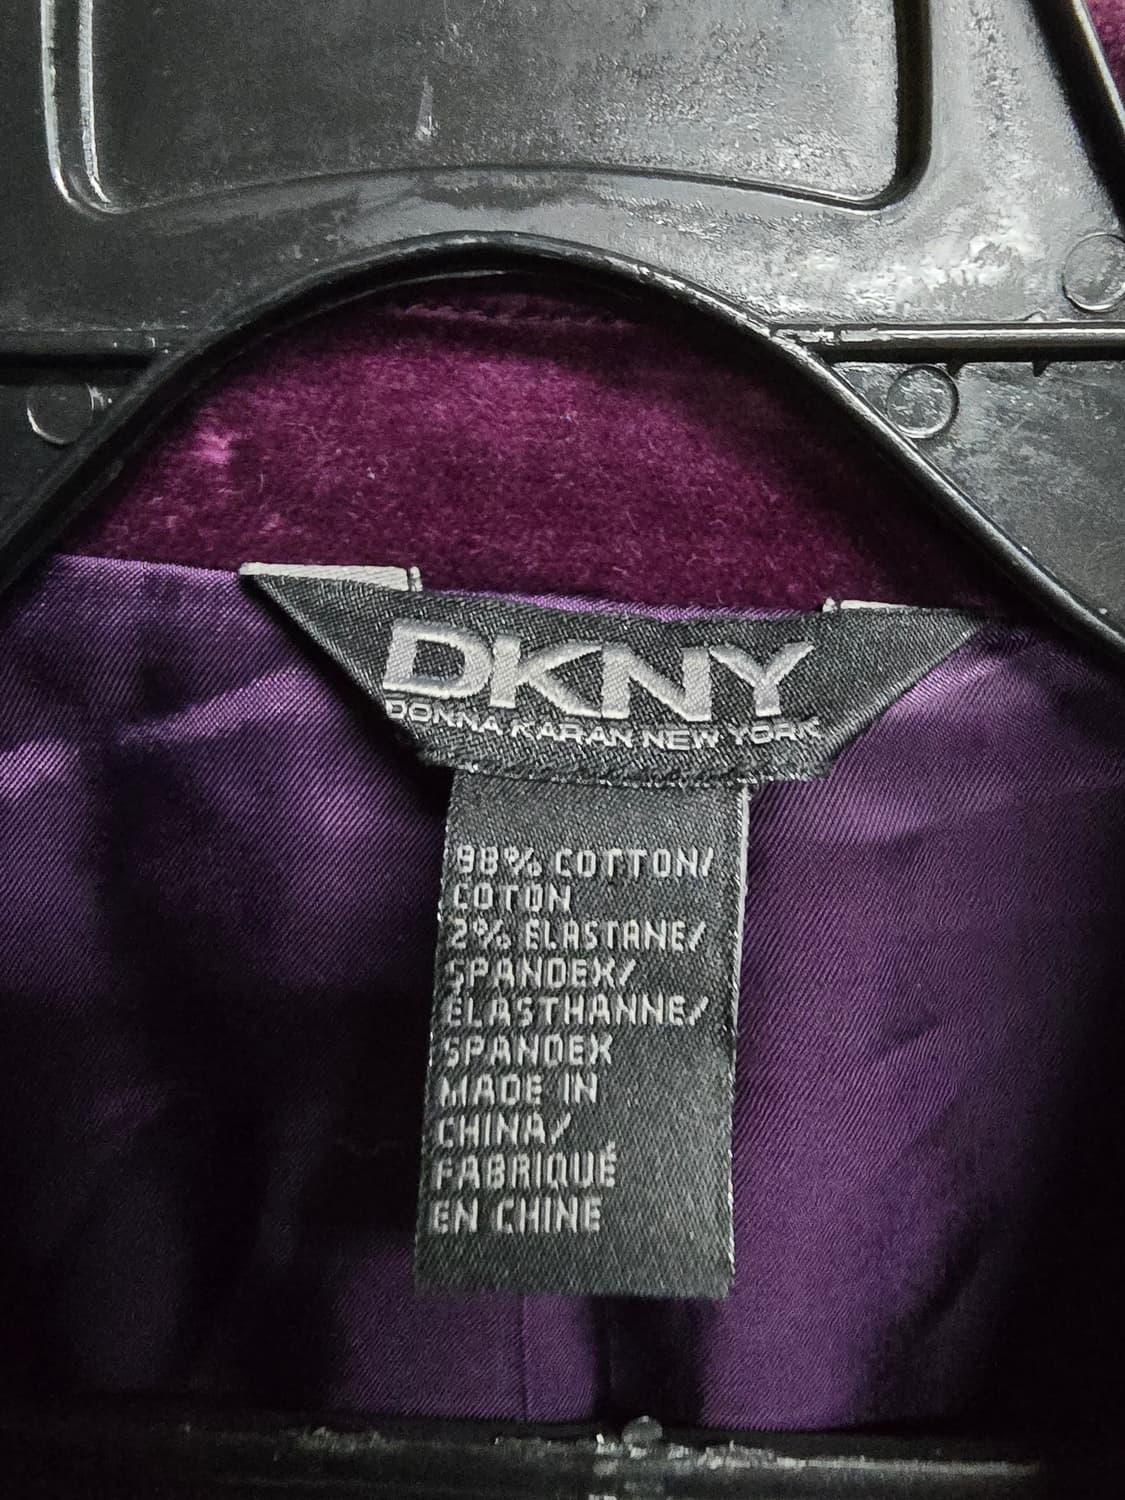 DKNY
DONNA KARAN NEW YORK
98% COTTON/
COTON
2% ELASTANE/
SPANDEX/
ÉLASTHANNE/
SPANDEX
MADE IN
CHINA/
FABRIQUÉ
EN CHINE